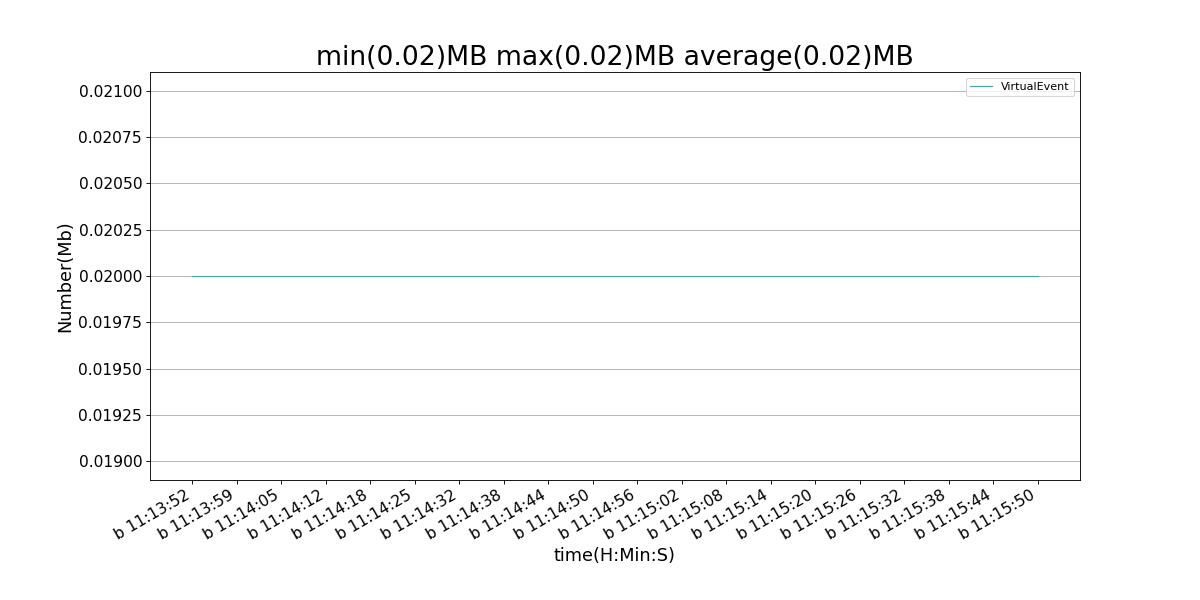 min(0.02)MB max(0.02)MB average(0.02)MB
VirtualEvent
0.02100
0.02075
0.02050
0.02025
0.02000
0.01975
0.01950
0.01925
0.01900
Number(Mb)
b 11:13:52
b 11:13:59
b 11:14:05
b 11:14:12
b 11:14:18
b 11:14:25
b 11:14:32
b 11:14:38
b 11:14:44
b 11:14:50
b 11:14:56
b 11:15:02
b 11:15:08
b 11:15:14
b 11:15:20
b 11:15:26
b 11:15:32
b 11:15:38
b 11:15:44
b 11:15:50
time(H:Min:S)